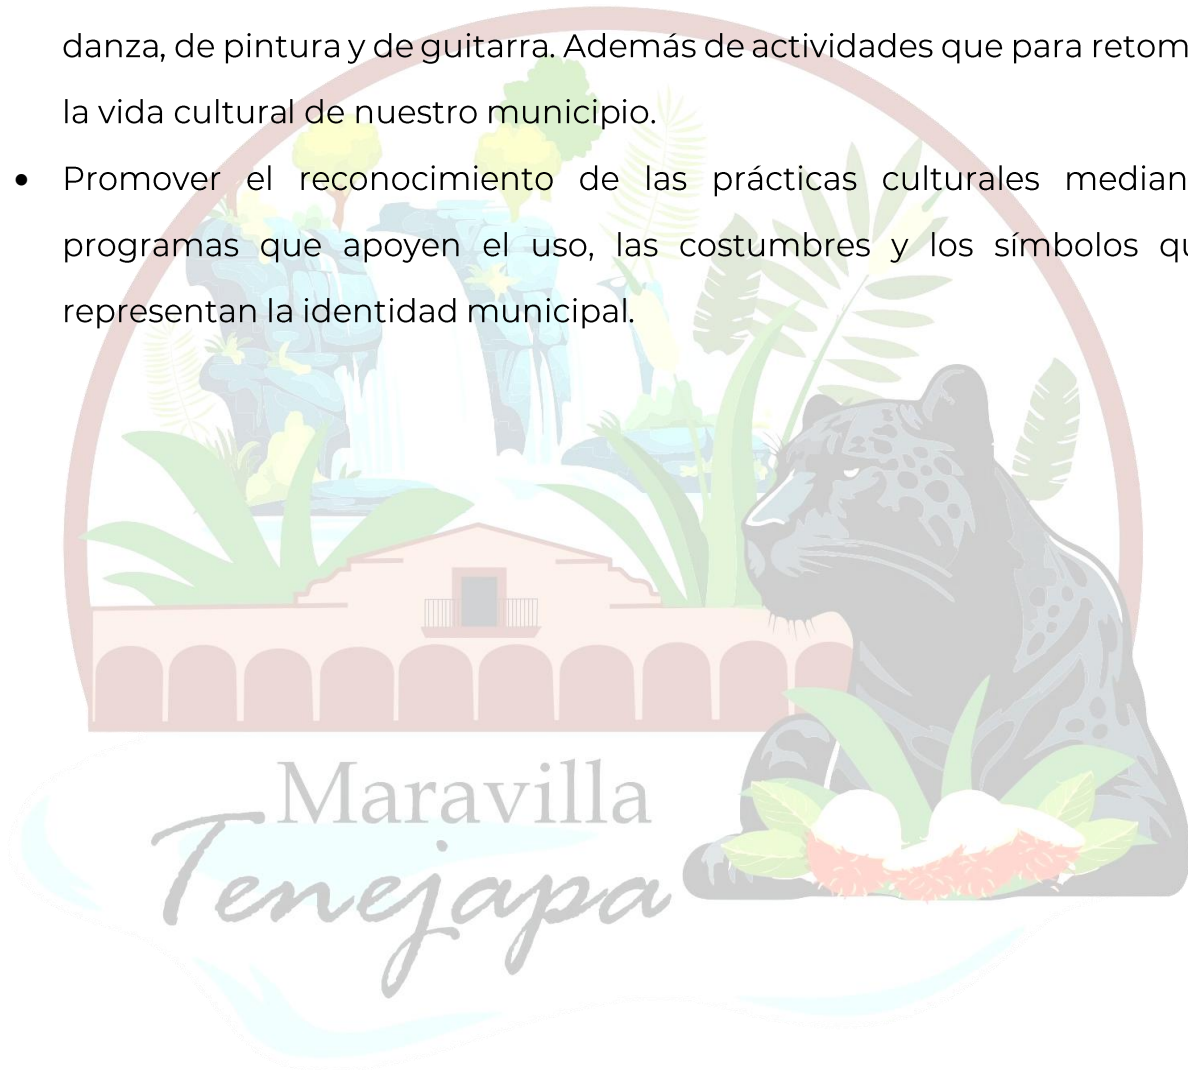 danza, de pintura y de guitarra. Además de actividades que para retom
la vida cultural de nuestro municipio.
• Promover el reconocimiento de las prácticas culturales median
programas que apoyen el uso, las costumbres y los símbolos qu
representan la identidad municipal.
Maravilla
Tenejapa